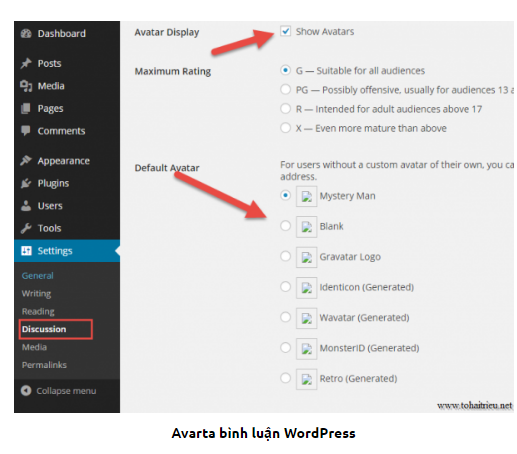 Dashboard
Posts
Media
Pages
Comments
Appearance
Plugins
Users
Tools
Settings
General
Writing
Reading
Discussion
Media
Permalinks
Collapse menu
Avatar Display
Show Avatars
Maximum Rating
G — Suitable for all audiences
PG — Possibly offensive, usually for audiences 13 a
R — Intended for adult audiences above 17
X — Even more mature than above
Default Avatar
For users without a custom avatar of their own, you ca
address.
Mystery Man
Blank
Gravatar Logo
Identicon (Generated)
Wavatar (Generated)
MonsterID (Generated)
Retro (Generated)
www.tohaitrieu.net
Avarta bình luận WordPress